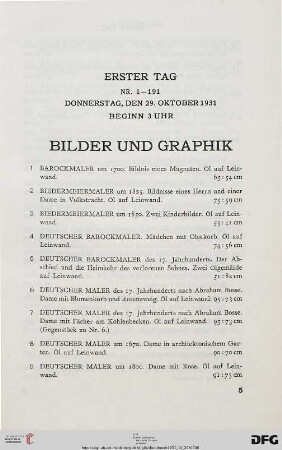 ERSTER TAG
NR. 1—191
DONNERSTAG, DEN 29. OKTOBER 1931
BEGINN 3 UHR
BILDER UND GRAPHIK
1 BAROCKMALER um 1700. Bildnis eines Magnaten. Öl auf Lein-
wand. 65 : 54 cm
2 BIEDERMEIERMALER um 1825. Bildnisse eines Herrn und einer
Dame in Volkstracht. Öl auf Leinwand. 75 : 59 cm
3 BIEDERMEIERMALER um 1850. Zwei Kinderbilder. Öl auf Lein-
wand. 53 : 41 cm
4 DEUTSCHER BAROCKMALER. Mädchen mit Obstkorb. Öl auf
Leinwand. 74 : 56 cm
5 DEUTSCHER BAROCKMALER des 17. Jahrhunderts. Der Ab-
schied und die Heimkehr des verlorenen Sohnes. Zwei Ölgemälde
auf Leinwand. cm
6 DEUTSCHER MALER des 17. Jahrhunderts nach Abraham Bosse.
Dame mit Blumenkorb und Rosenzweig. Öl auf Leinwand. 95 : 73 cm
7 DEUTSCHER MALER des 17. Jahrhunderts nach Abraham Bosse.
Dame mit Fächer am Kohlenbecken. Öl auf Leinwand. 95 : 73 cm
(Gegenstück zu Nr. 6.)
8 DEUTSCHER MALER um 1670. Dame in architektonischem Gar-
ten. Öl auf Leinwand. 90 : 70 cm
9 DEUTSCHER MALER um 1800. Dame mit Rose. Öl auf Lein-
wand. 92 : 75 cm
5
UNIVERSITÄTS-
BIBLIOTHEK
HEIDELBERG
DFG